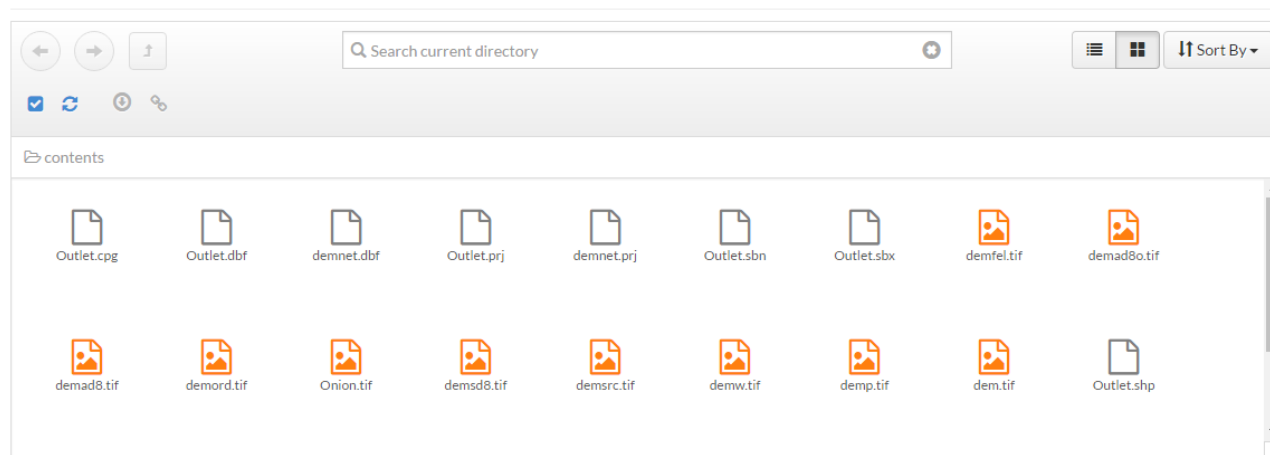 Search current directory
Sort By
contents
Outlet.cpg Outlet.dbf demnet.dbf Outlet.prj demnet.prj Outlet.sbn Outlet.sbx demfel.tif demad8o.tif
demad8.tif demord.tif Onion.tif demsd8.tif demsrc.tif demw.tif demp.tif dem.tif Outlet.shp